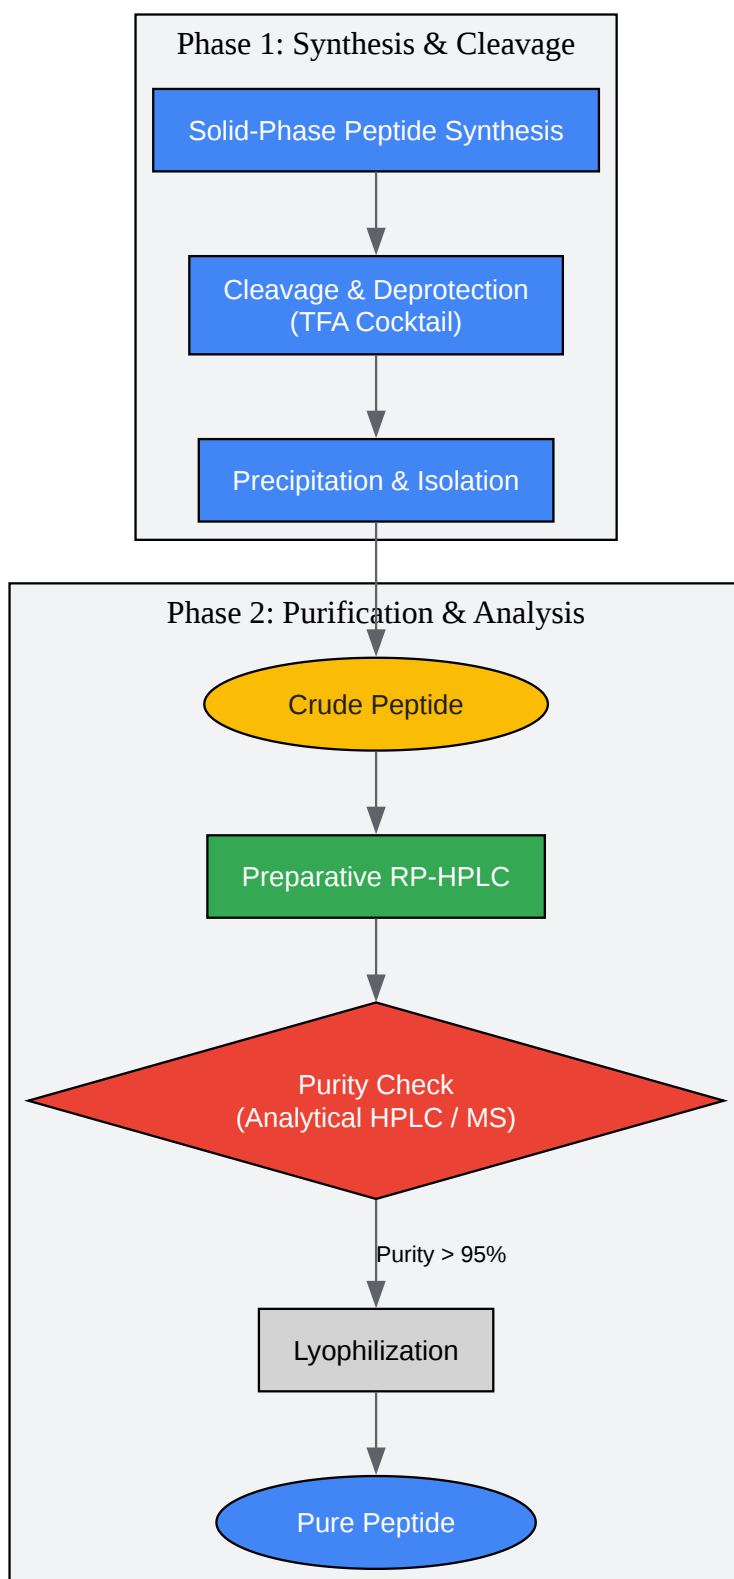 Phase 1: Synthesis & Cleavage
Solid-Phase Peptide Synthesis
Cleavage & Deprotection
(TFA Cocktail)
Precipitation & Isolation
Phase 2: Purification & Analysis
Crude Peptide
Preparative RP-HPLC
Purity Check
(Analytical HPLC / MS)
Purity > 95%
Lyophilization
Pure Peptide